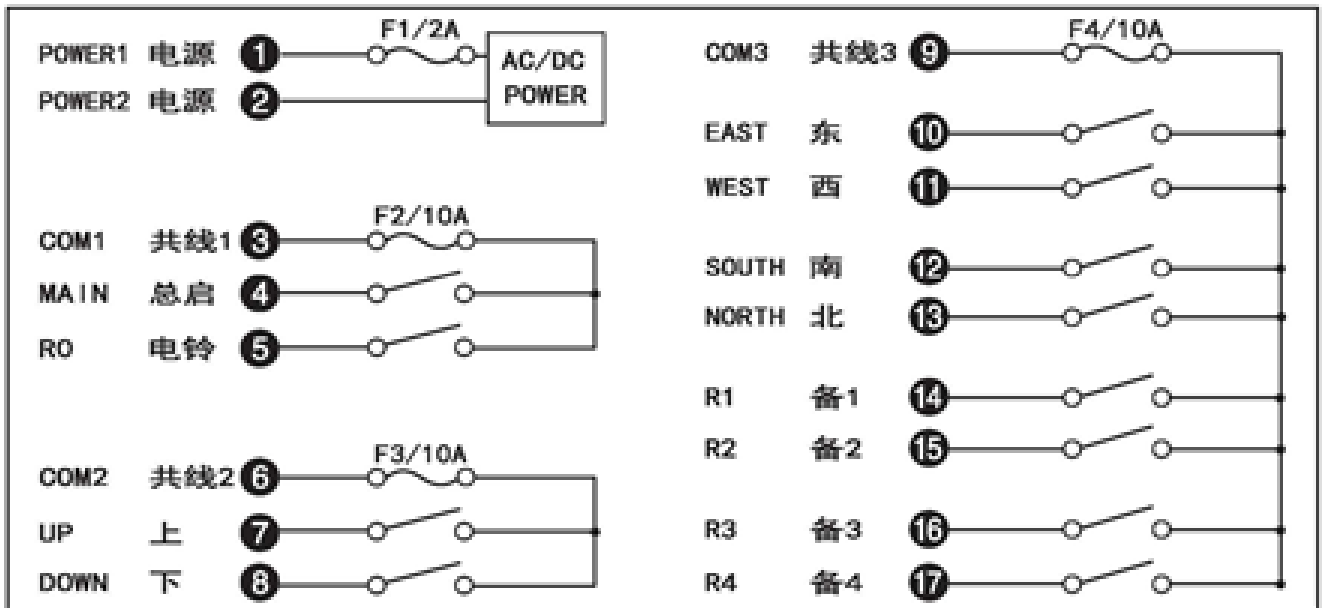 F1/2A
POWER1 电源 1
AC/DC
POWER
POWER2 电源 2
F2/10A
COM1 共线1 3
MAIN 总启 4
R0 电铃 5
F3/10A
COM2 共线2 6
UP 上 7
DOWN 下 8
F4/10A
COM3 共线3 9
EAST 东 10
WEST 西 11
SOUTH 南 12
NORTH 北 13
R1 备1 14
R2 备2 15
R3 备3 16
R4 备4 17